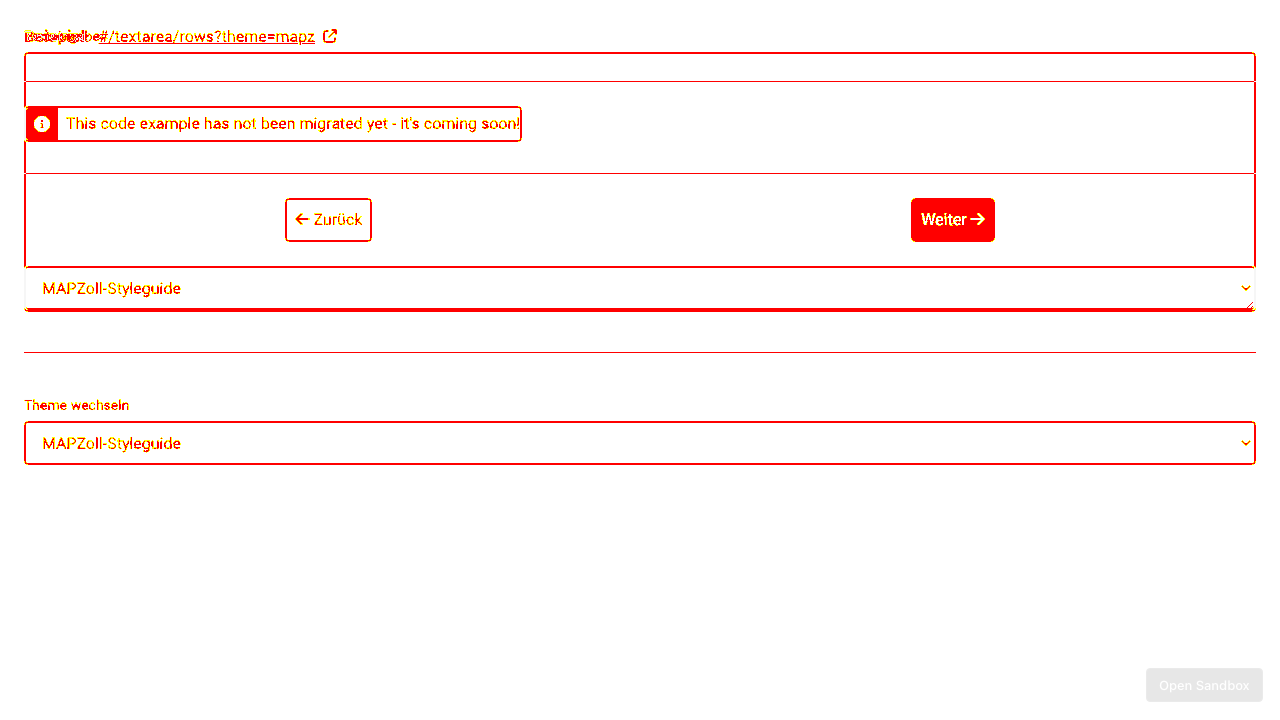 #/textarea/rows?theme=mapz
This code example has not been migrated yet - it's coming soon!
← Zurück
Weiter →
MAPZoll-Styleguide
Theme wechseln
MAPZoll-Styleguide
Open Sandbox